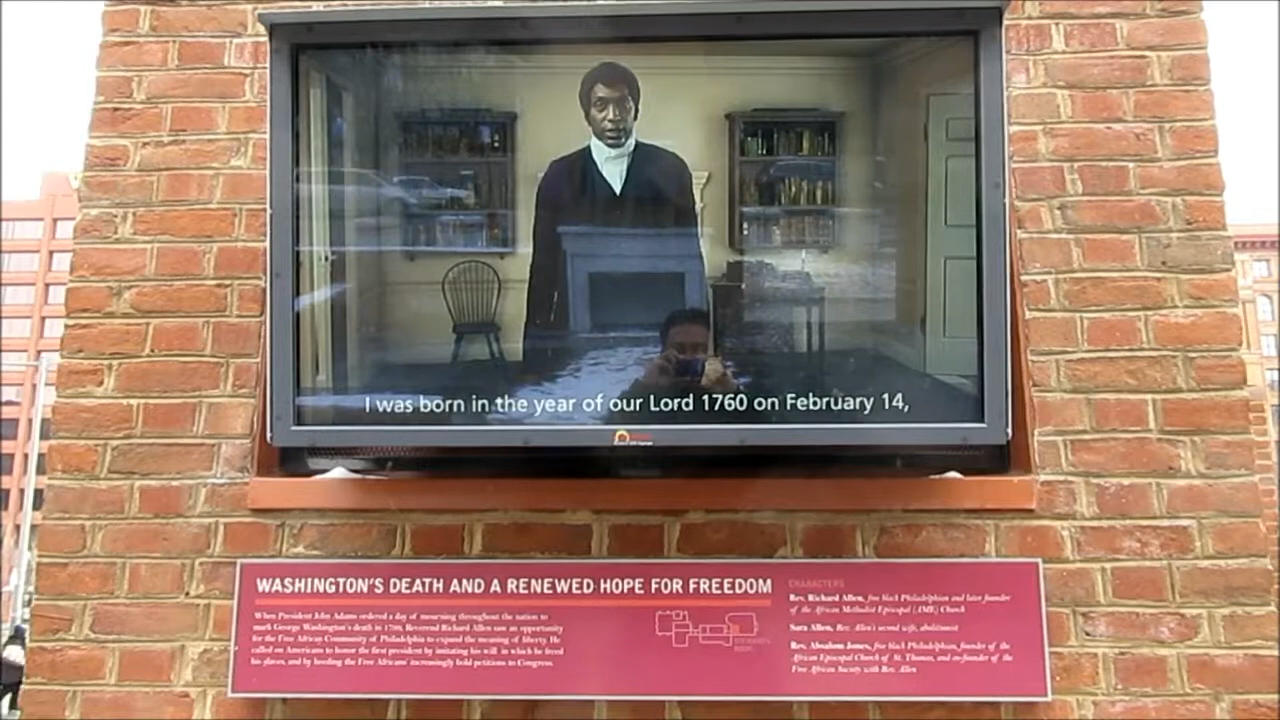 I was born in the year of our Lord 1760 on February 14,
WASHINGTON'S DEATH AND A RENEWED HOPE FOR FREEDOM
When President John Adams ordered a day of mourning throughout the nation to
mark George Washington's death in 1799, Reverend Richard Allen saw an opportunity
for the Free African Community of Philadelphia to expand the meaning of liberty. He
called on Americans to honor the first president by imitating his will in which he freed
his slaves, and by heeding the Free Africans' increasingly bold petitions to Congress.
CHARACTERS
Rev. Richard Allen, free black Philadelphian and later founder
of the African Methodist Episcopal (AME) Church
Sara Allen, Rev. Allen's second wife, abolitionist
Rev. Absalom Jones, free black Philadelphian, founder of the
African Episcopal Church of St. Thomas, and co-founder of the
Free African Society with Rev. Allen